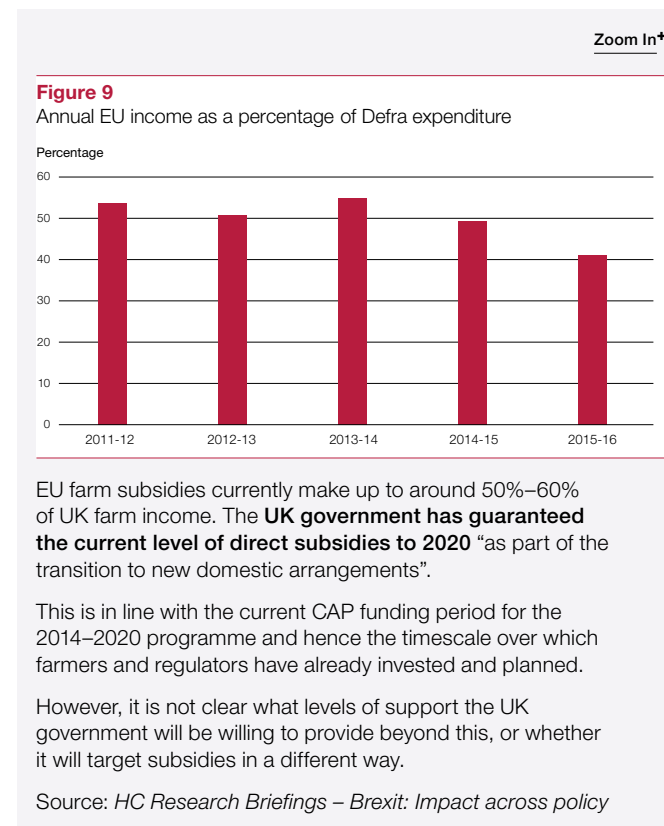 Zoom In+
Figure 9
Annual EU income as a percentage of Defra expenditure
Percentage
60
50
40
30
20
10
0
2011-12 2012-13 2013-14 2014-15 2015-16
EU farm subsidies currently make up to around 50%–60%
of UK farm income. The UK government has guaranteed
the current level of direct subsidies to 2020 “as part of the
transition to new domestic arrangements”.
This is in line with the current CAP funding period for the
2014–2020 programme and hence the timescale over which
farmers and regulators have already invested and planned.
However, it is not clear what levels of support the UK
government will be willing to provide beyond this, or whether
it will target subsidies in a different way.
Source: HC Research Briefings – Brexit: Impact across policy